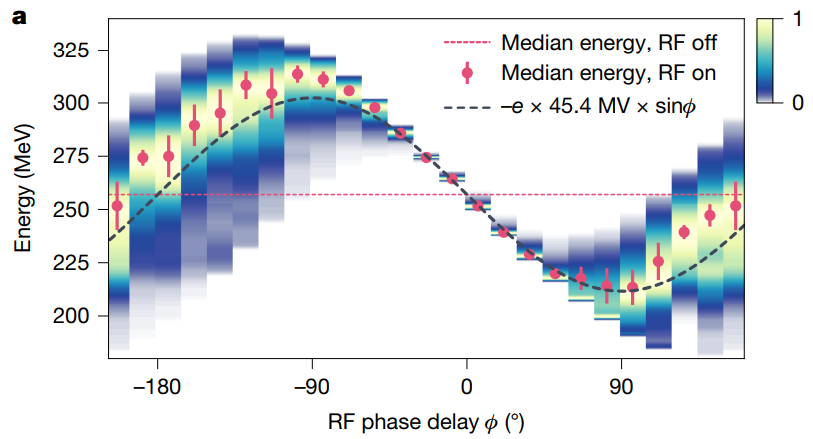 a
325
300
275
250
225
200
Energy (MeV)
Median energy, RF off
Median energy, RF on
–e × 45.4 MV × sinϕ
1
0
–180
–90
0
90
RF phase delay ϕ (°)